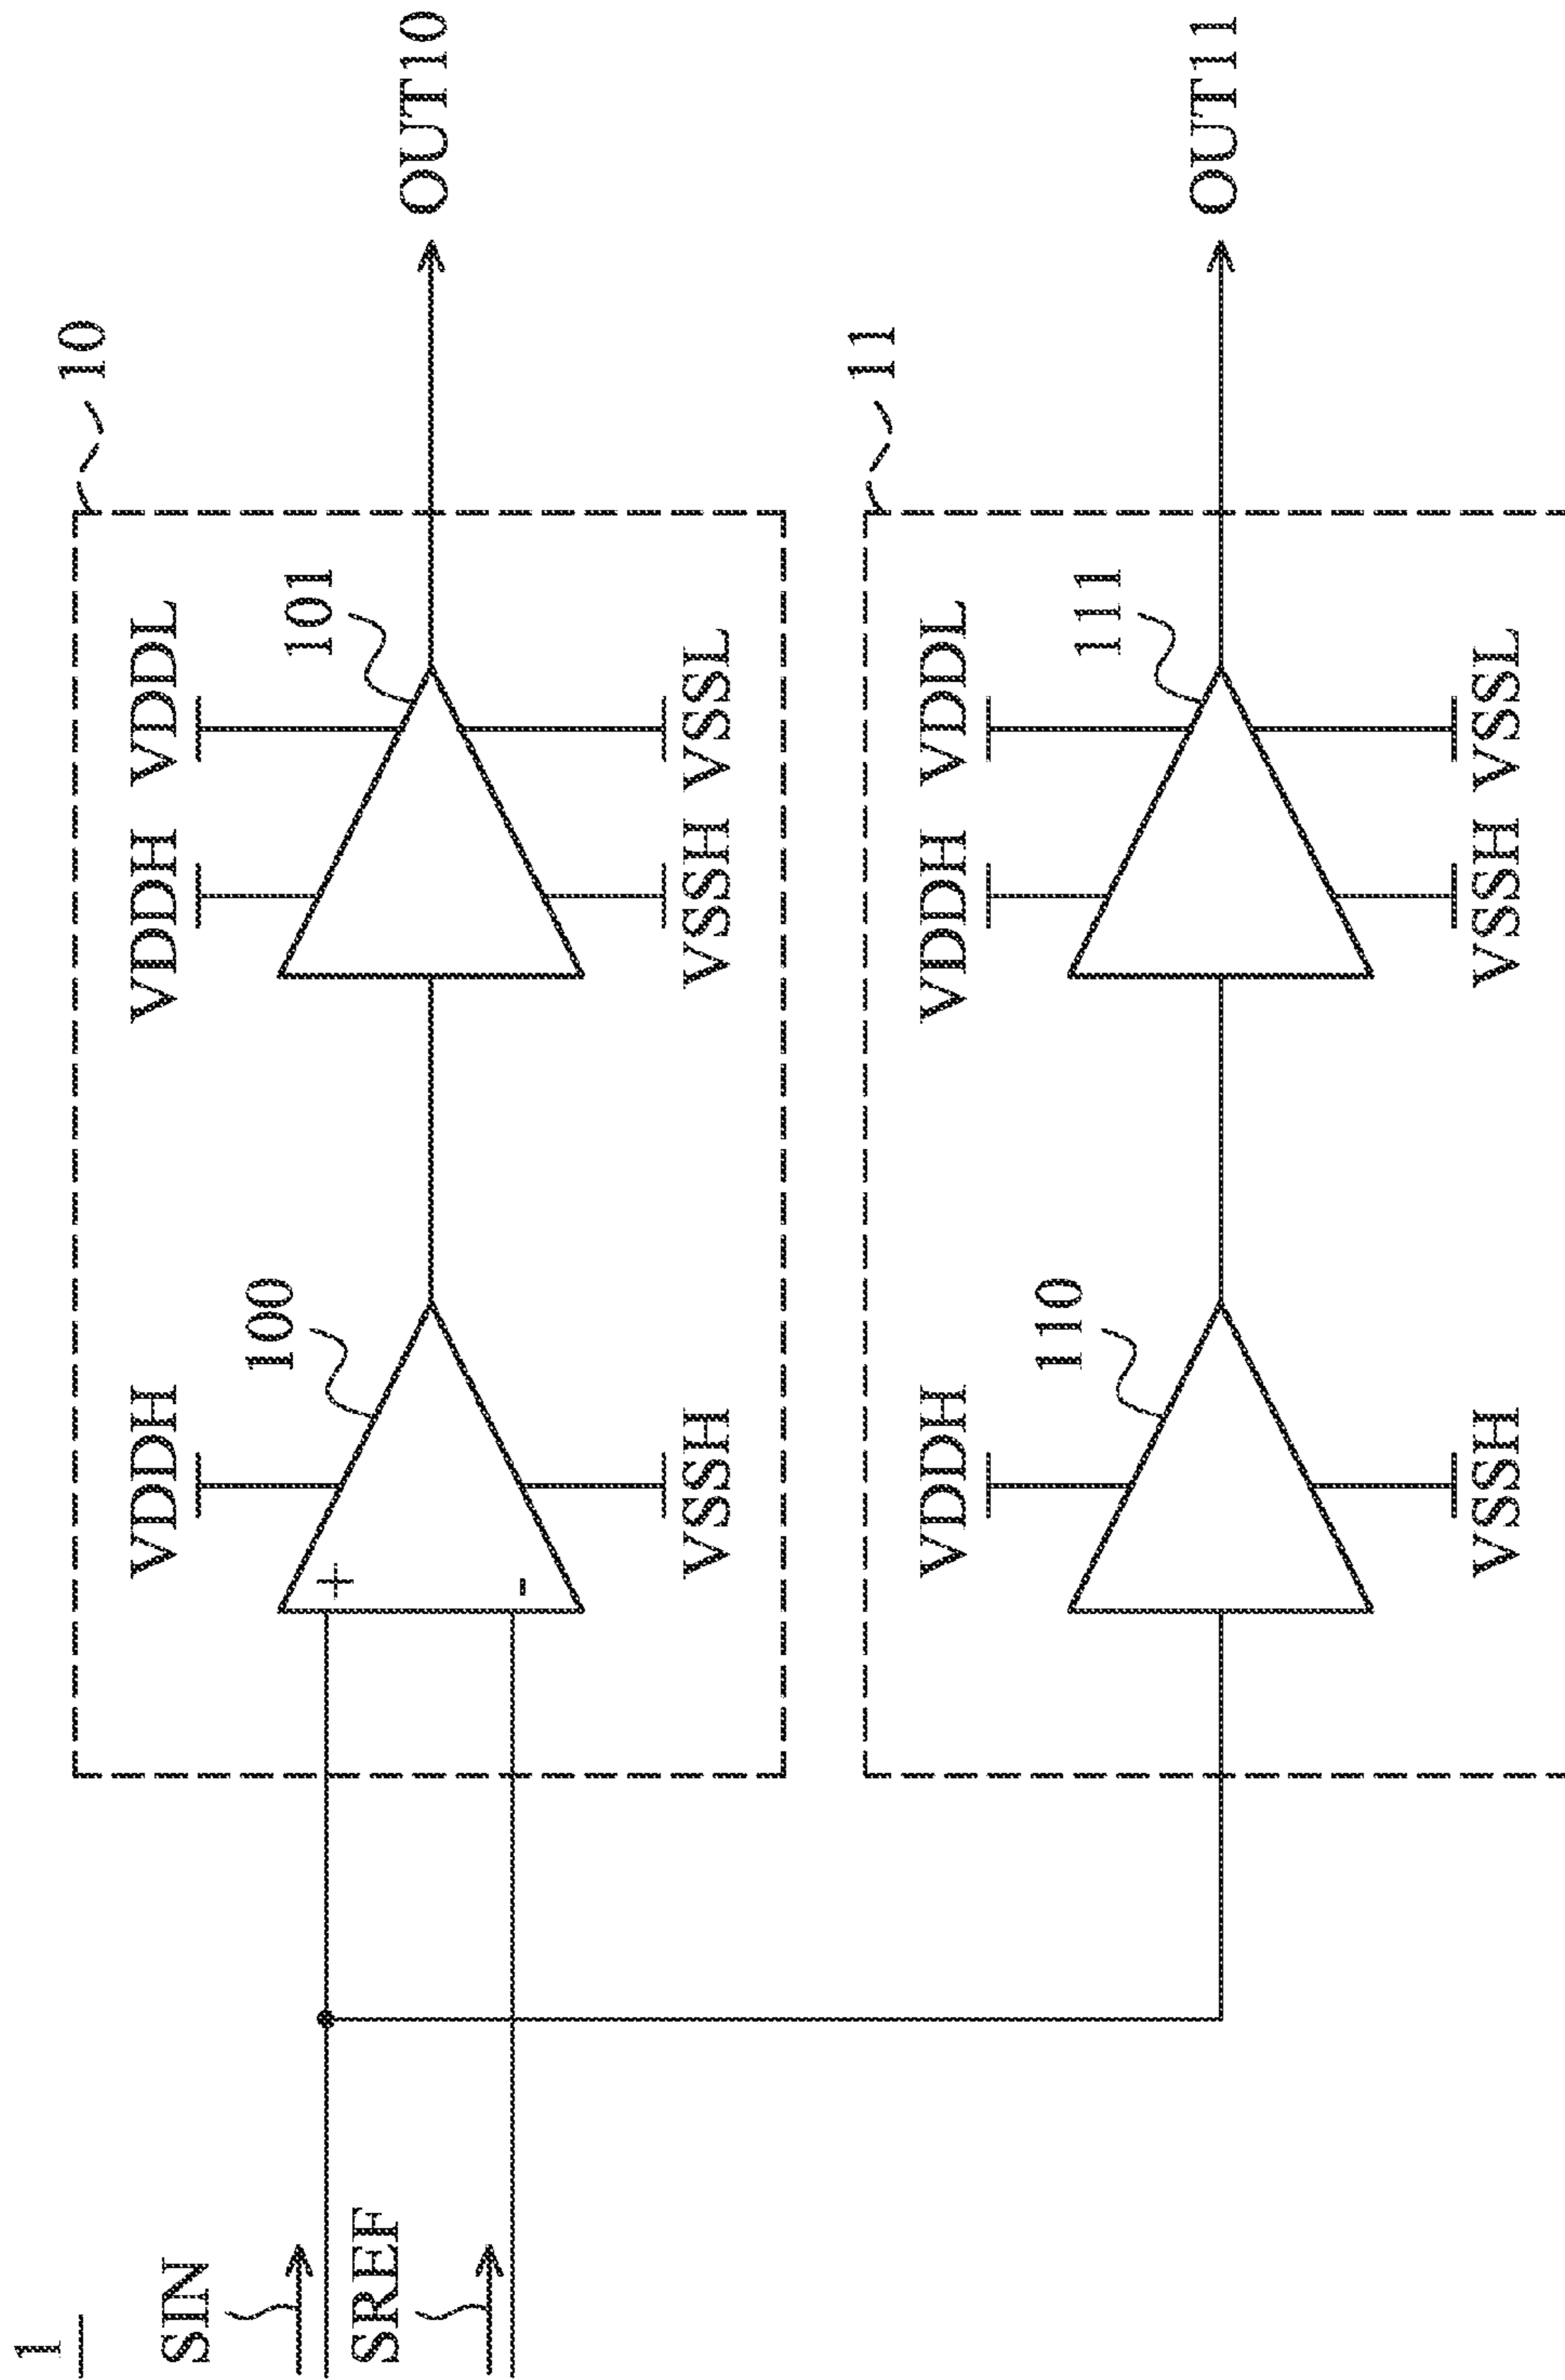 1
SIN
SREF
10
VDDH
VDDH VDDL
100
101
+
-
VSSH
VSSH VSSL
OUT10
11
VDDH
VDDH VDDL
110
111
VSSH
VSSH VSSL
OUT11